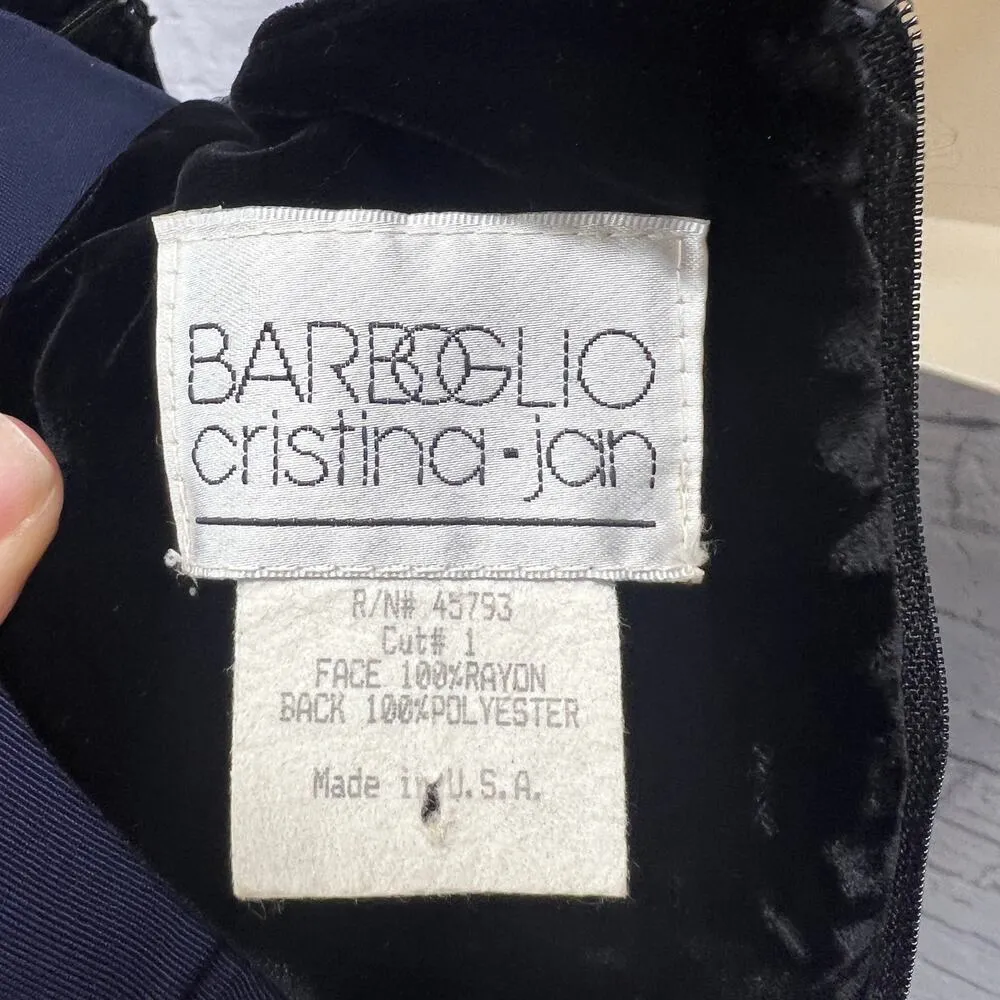 BARBOGLIO
cristina-jan
R/N# 45793
Cut# 1
FACE 100%RAYON
BACK 100%POLYESTER
Made in U.S.A.